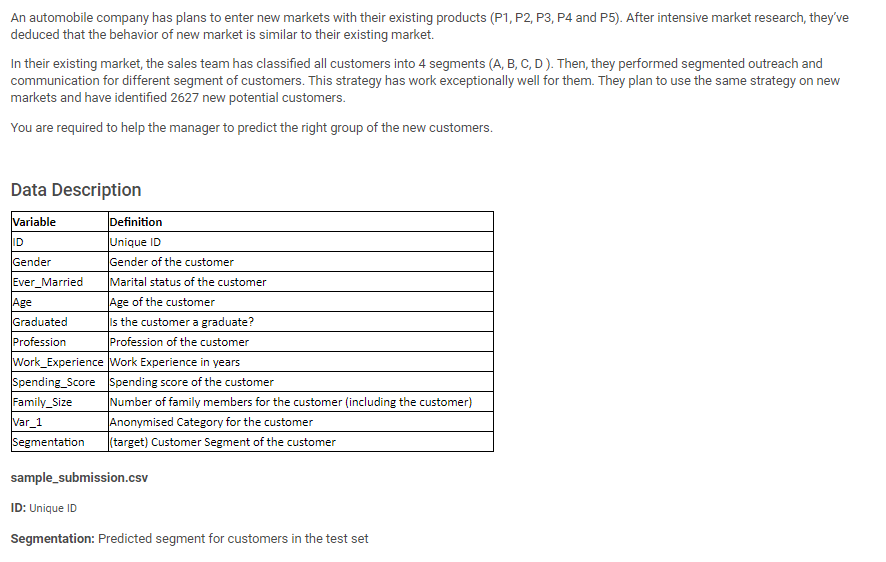 An automobile company has plans to enter new markets with their existing products (P1, P2, P3, P4 and P5). After intensive market research, they've
deduced that the behavior of new market is similar to their existing market.
In their existing market, the sales team has classified all customers into 4 segments (A, B, C, D ). Then, they performed segmented outreach and
communication for different segment of customers. This strategy has work exceptionally well for them. They plan to use the same strategy on new
markets and have identified 2627 new potential customers.
You are required to help the manager to predict the right group of the new customers.
Data Description
Variable Definition
ID Unique ID
Gender Gender of the customer
Ever_Married Marital status of the customer
Age Age of the customer
Graduated Is the customer a graduate?
Profession Profession of the customer
Work_Experience Work Experience in years
Spending_Score Spending score of the customer
Family_Size Number of family members for the customer (including the customer)
Var_1 Anonymised Category for the customer
Segmentation (target) Customer Segment of the customer
sample_submission.csv
ID: Unique ID
Segmentation: Predicted segment for customers in the test set